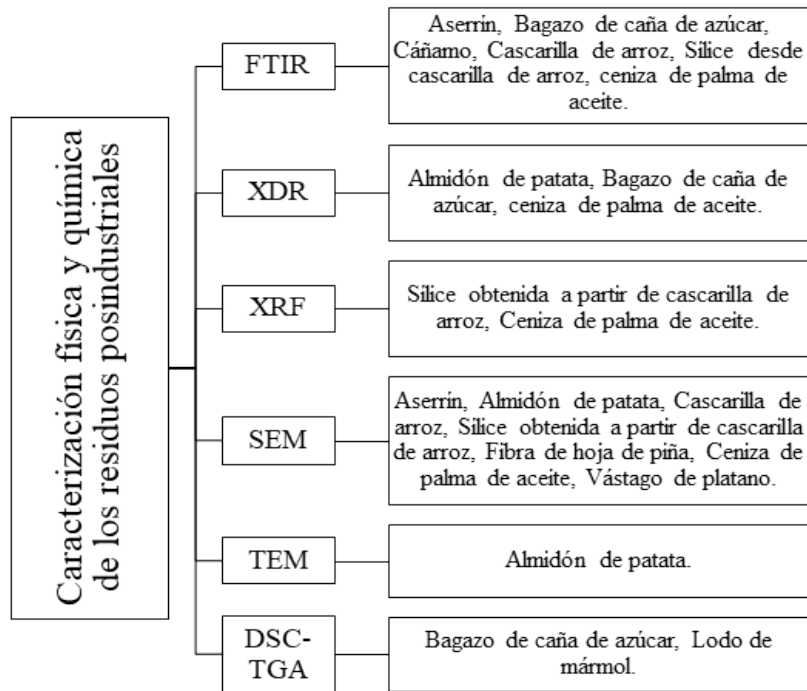 Caracterización física y química
de los residuos posindustriales
FTIR
Aserrín, Bagazo de caña de azúcar,
Cáñamo, Cascarilla de arroz, Sílice desde
cascarilla de arroz, ceniza de palma de
aceite.
XDR
Almidón de patata, Bagazo de caña de
azúcar, ceniza de palma de aceite.
XRF
Sílice obtenida a partir de cascarilla de
arroz, Ceniza de palma de aceite.
SEM
Aserrin, Almidón de patata, Cascarilla de
arroz, Sílice obtenida a partir de cascarilla
de arroz, Fibra de hoja de piña, Ceniza de
palma de aceite, Vástago de platano.
TEM
Almidón de patata.
DSC-
TGA
Bagazo de caña de azúcar, Lodo de
mármol.